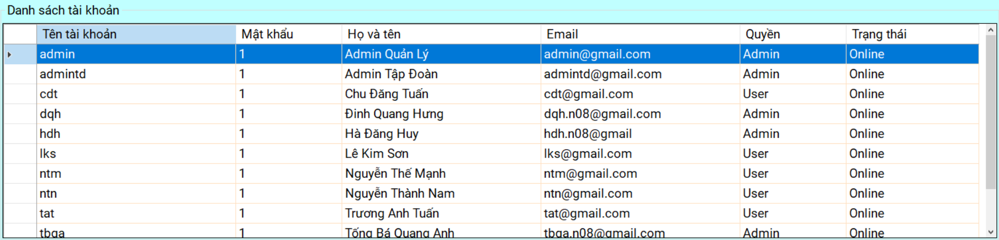 Danh sách tài khoản
Tên tài khoản Mật khẩu Họ và tên Email Quyền Trạng thái
admin 1 Admin Quản Lý admin@gmail.com Admin Online
admintd 1 Admin Tập Đoàn admintd@gmail.com Admin Online
cdt 1 Chu Đăng Tuấn cdt@gmail.com User Online
dqh 1 Đinh Quang Hưng dqh.n08@gmail.com Admin Online
hdh 1 Hà Đăng Huy hdh.n08@gmail Admin Online
lks 1 Lê Kim Sơn lks@gmail.com User Online
ntm 1 Nguyễn Thế Mạnh ntm@gmail.com User Online
ntn 1 Nguyễn Thành Nam ntn@gmail.com User Online
tat 1 Trương Anh Tuấn tat@gmail.com User Online
tbqa 1 Tống Bá Quang Anh tbqa.n08@gmail.com Admin Online